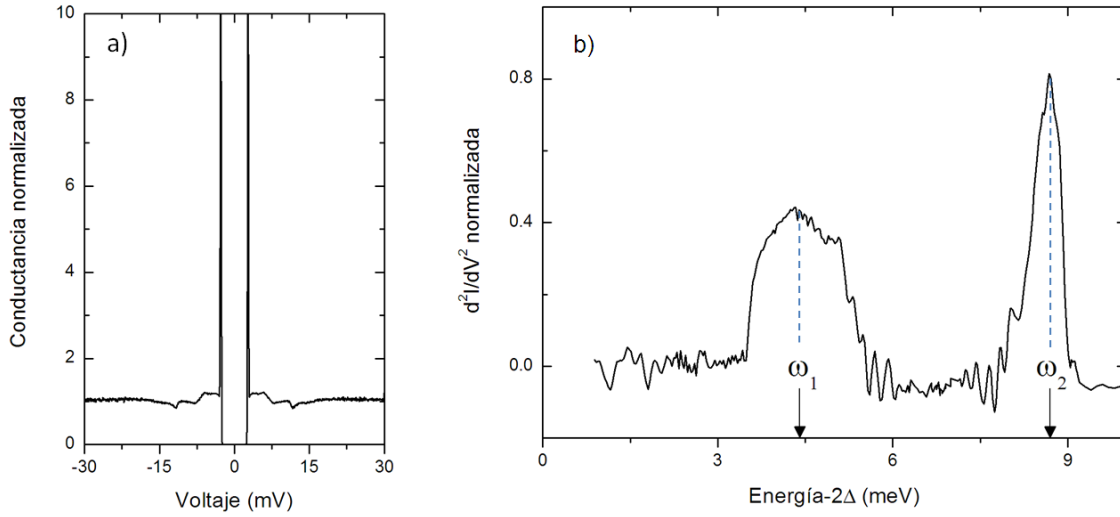 a)
Conductancia normalizada
10
8
6
4
2
0
-30
-15
0
15
30
Voltaje (mV)
b)
d²I/dV² normalizada
0.8
0.4
0.0
ω₁
ω₂
0
3
6
9
Energía-2Δ (meV)